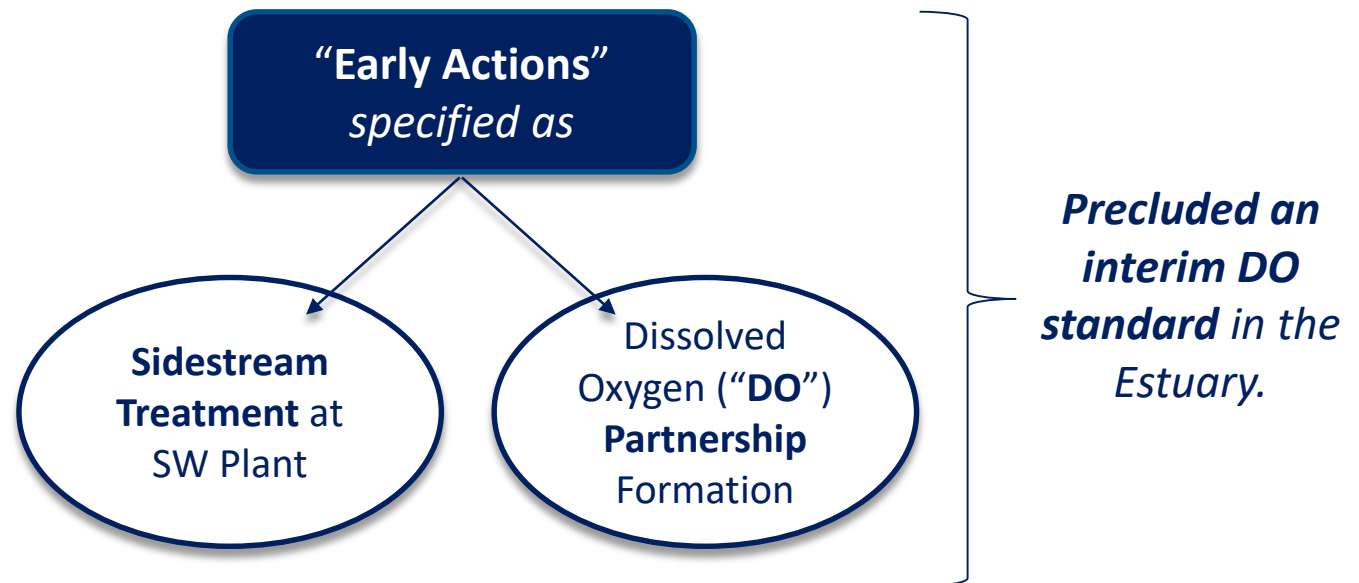 “Early Actions”
specified as
Sidestream
Treatment at
SW Plant
Dissolved
Oxygen (“DO”)
Partnership
Formation
Precluded an
interim DO
standard in the
Estuary.